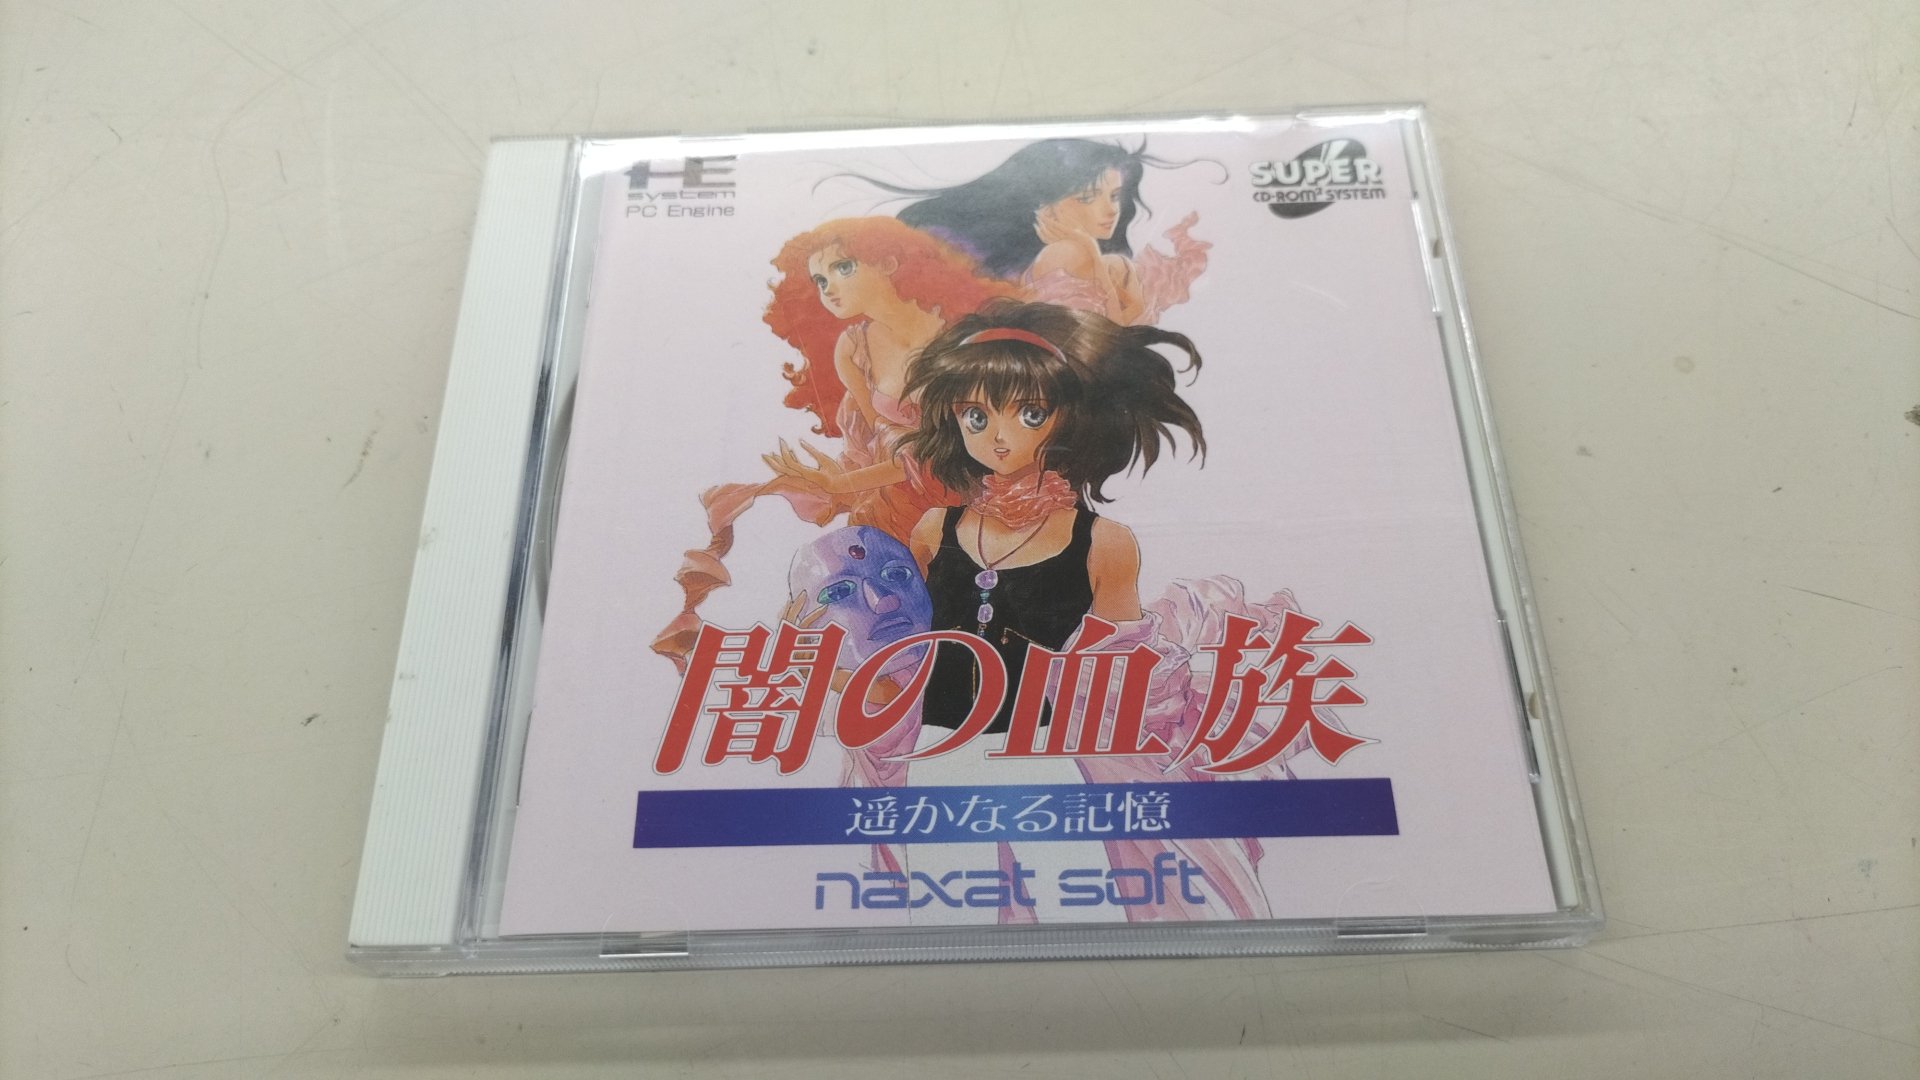 HE
system
PC Engine
SUPER
CD-ROM² SYSTEM
闇の血族
遥かなる記憶
naxat soft